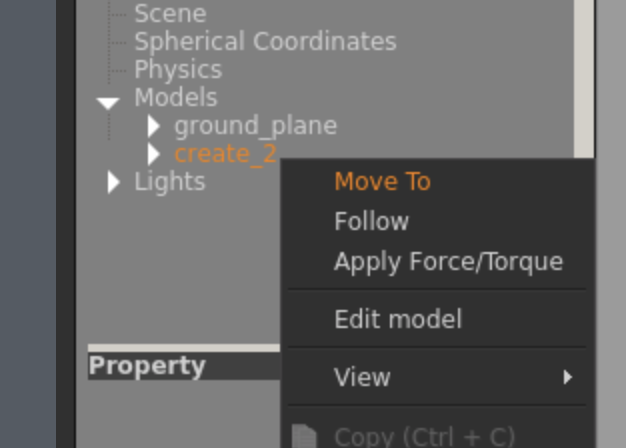 Scene
Spherical Coordinates
Physics
Models
ground_plane
create_2
Lights
Move To
Follow
Apply Force/Torque
Edit model
Property
View
Copy (Ctrl + C)